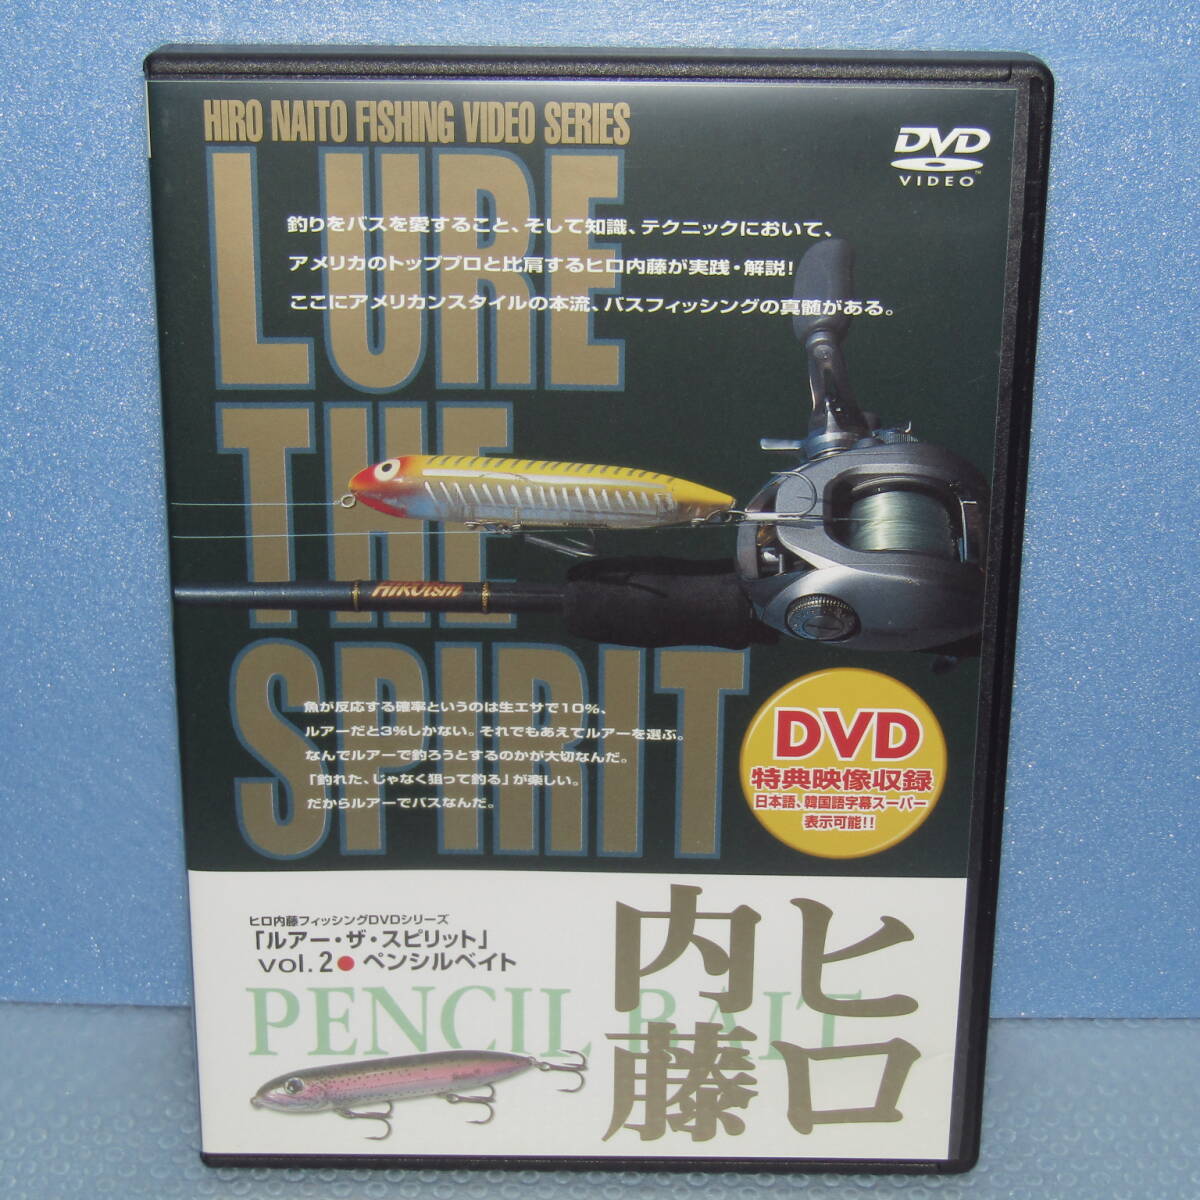 HIRO NAITO FISHING VIDEO SERIES
DVD
VIDEO
LURE
THE
SPIRIT
釣りをバスを愛すること、そして知識、テクニックにおいて、
アメリカのトッププロと比肩するヒロ内藤が実践・解説!
ここにアメリカンスタイルの本流、バスフィッシングの真髄がある。
HIROism
魚が反応する確率というのは生エサで10%、
ルアーだと3%しかない。それでもあえてルアーを選ぶ。
なんでルアーで釣ろうとするのかが大切なんだ。
「釣れた、じゃなく狙って釣る」が楽しい。
だからルアーでバスなんだ。
DVD
特典映像収録
日本語、韓国語字幕スーパー
表示可能!!
ヒロ内藤フィッシングDVDシリーズ
「ルアー・ザ・スピリット」
vol.2●ペンシルベイト
PENCIL BAIT
ヒロ
内藤